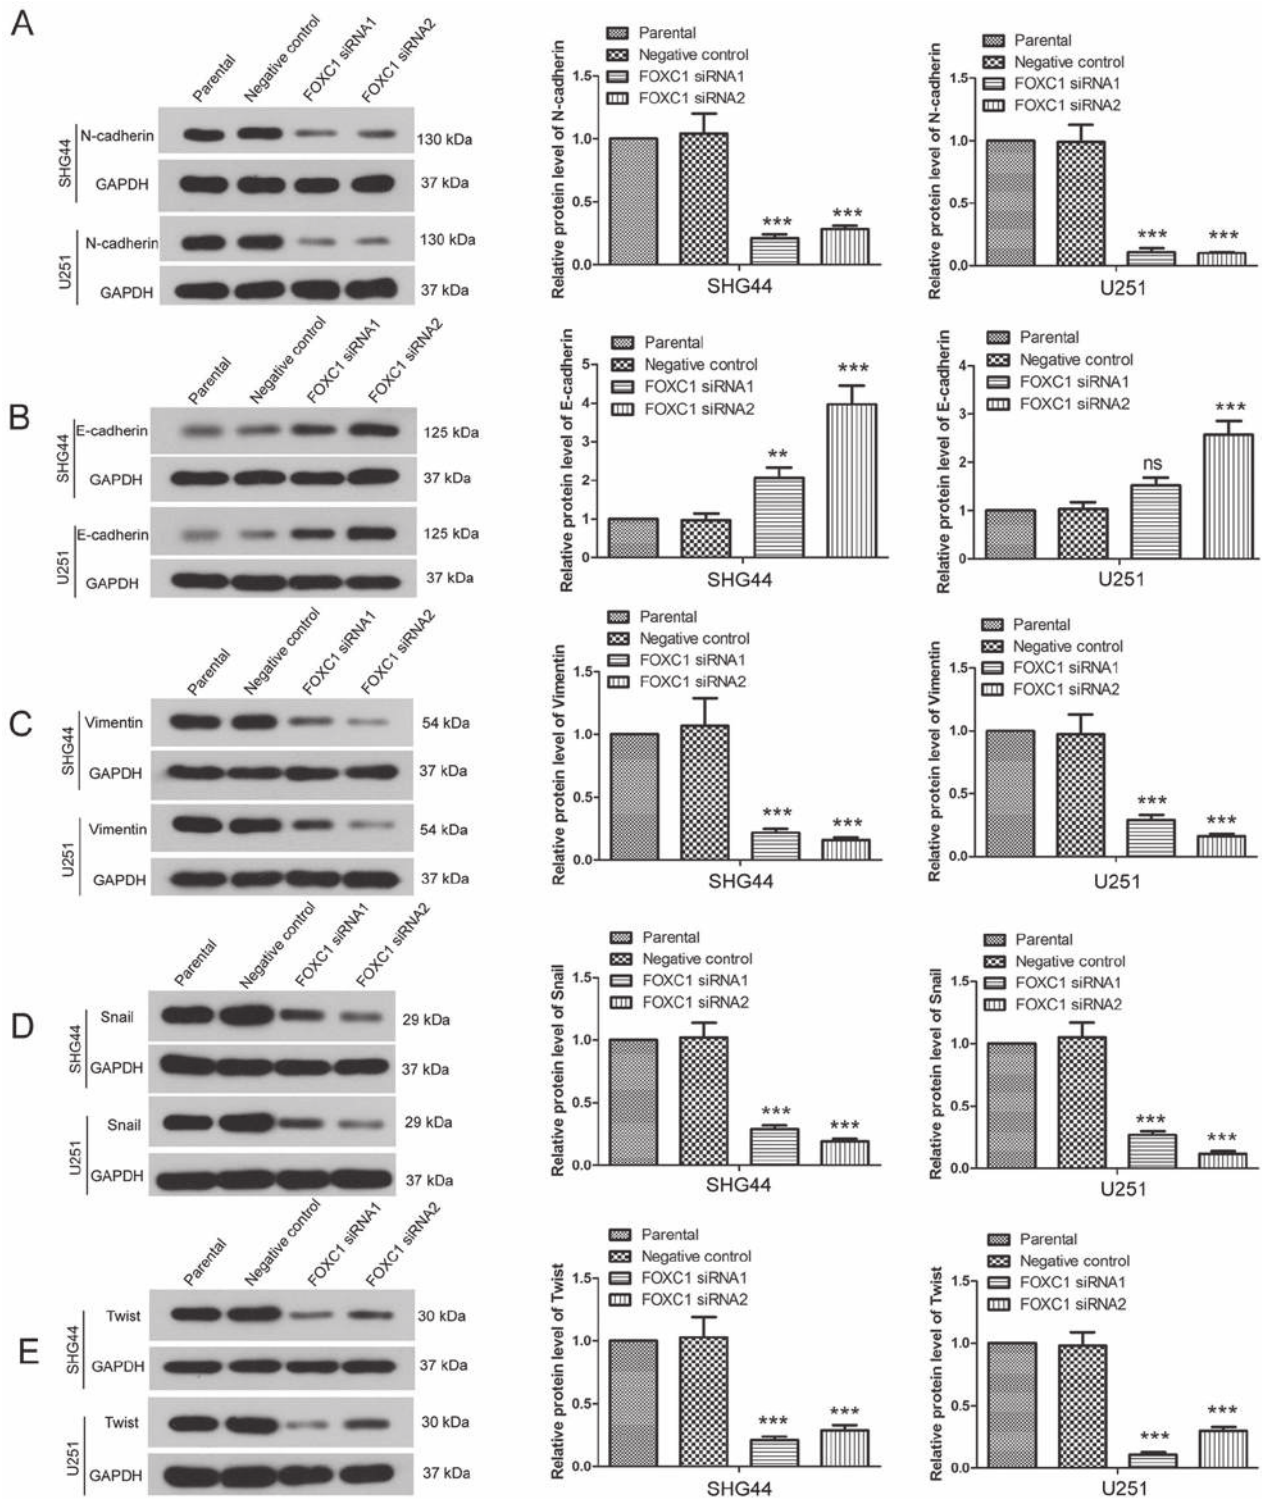 A
Parental
Negative control
FOXC1 siRNA1
FOXC1 siRNA2
SHG44
N-cadherin
130 kDa
GAPDH
37 kDa
U251
N-cadherin
130 kDa
GAPDH
37 kDa
Parental
Negative control
FOXC1 siRNA1
FOXC1 siRNA2
Relative protein level of N-cadherin
1.5
1.0
0.5
0.0
***
***
SHG44
Parental
Negative control
FOXC1 siRNA1
FOXC1 siRNA2
Relative protein level of N-cadherin
1.5
1.0
0.5
0.0
***
***
U251
B
Parental
Negative control
FOXC1 siRNA1
FOXC1 siRNA2
SHG44
E-cadherin
125 kDa
GAPDH
37 kDa
U251
E-cadherin
125 kDa
GAPDH
37 kDa
Parental
Negative control
FOXC1 siRNA1
FOXC1 siRNA2
Relative protein level of E-cadherin
5
4
3
2
1
0
**
***
SHG44
Parental
Negative control
FOXC1 siRNA1
FOXC1 siRNA2
Relative protein level of E-cadherin
4
3
2
1
0
ns
***
U251
C
Parental
Negative control
FOXC1 siRNA1
FOXC1 siRNA2
SHG44
Vimentin
54 kDa
GAPDH
37 kDa
U251
Vimentin
54 kDa
GAPDH
37 kDa
Parental
Negative control
FOXC1 siRNA1
FOXC1 siRNA2
Relative protein level of Vimentin
1.5
1.0
0.5
0.0
***
***
SHG44
Parental
Negative control
FOXC1 siRNA1
FOXC1 siRNA2
Relative protein level of Vimentin
1.5
1.0
0.5
0.0
***
***
U251
D
Parental
Negative control
FOXC1 siRNA1
FOXC1 siRNA2
SHG44
Snail
29 kDa
GAPDH
37 kDa
U251
Snail
29 kDa
GAPDH
37 kDa
Parental
Negative control
FOXC1 siRNA1
FOXC1 siRNA2
Relative protein level of Snail
1.5
1.0
0.5
0.0
***
***
SHG44
Parental
Negative control
FOXC1 siRNA1
FOXC1 siRNA2
Relative protein level of Snail
1.5
1.0
0.5
0.0
***
***
U251
E
Parental
Negative control
FOXC1 siRNA1
FOXC1 siRNA2
SHG44
Twist
30 kDa
GAPDH
37 kDa
U251
Twist
30 kDa
GAPDH
37 kDa
Parental
Negative control
FOXC1 siRNA1
FOXC1 siRNA2
Relative protein level of Twist
1.5
1.0
0.5
0.0
***
***
SHG44
Parental
Negative control
FOXC1 siRNA1
FOXC1 siRNA2
Relative protein level of Twist
1.5
1.0
0.5
0.0
***
***
U251